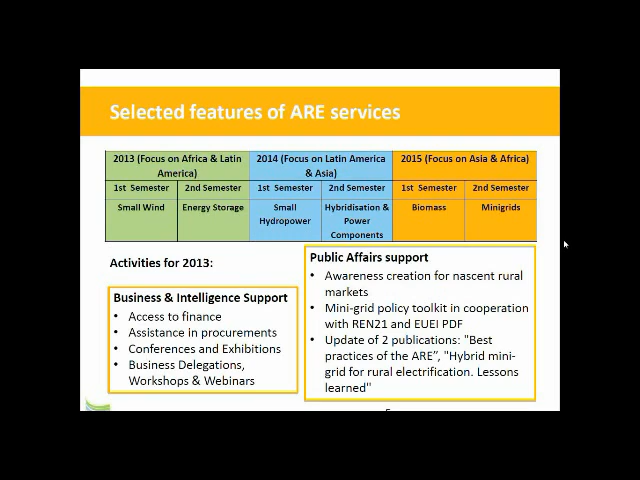 Selected features of ARE services
2013 (Focus on Africa & Latin
America)
2014 (Focus on Latin America
& Asia)
2015 (Focus on Asia & Africa)
1st Semester
2nd Semester
1st Semester
2nd Semester
1st Semester
2nd Semester
Small Wind
Energy Storage
Small
Hydropower
Hybridisation &
Power
Components
Biomass
Minigrids
Activities for 2013:
Business & Intelligence Support
• Access to finance
• Assistance in procurements
• Conferences and Exhibitions
• Business Delegations,
Workshops & Webinars
Public Affairs support
• Awareness creation for nascent rural
markets
• Mini-grid policy toolkit in cooperation
with REN21 and EUEI PDF
• Update of 2 publications: "Best
practices of the ARE", "Hybrid mini-
grid for rural electrification. Lessons
learned"